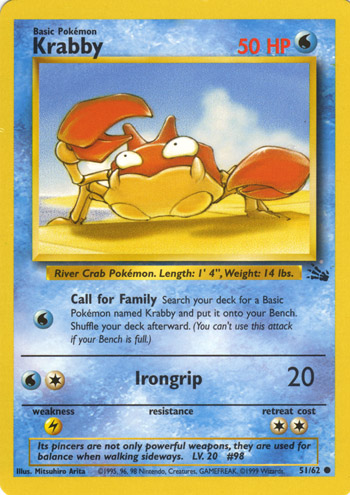 Basic Pokémon
Krabby
50 HP
River Crab Pokémon. Length: 1' 4", Weight: 14 lbs.
Call for Family Search your deck for a Basic
Pokémon named Krabby and put it onto your Bench.
Shuffle your deck afterward. (You can't use this attack
if your Bench is full.)
Irongrip 20
weakness resistance retreat cost
Its pincers are not only powerful weapons, they are used for
balance when walking sideways. LV. 20 #98
Illus. Mitsuhiro Arita ©1995, 96, 98 Nintendo, Creatures, GAMEFREAK. ©1999 Wizards. 51/62